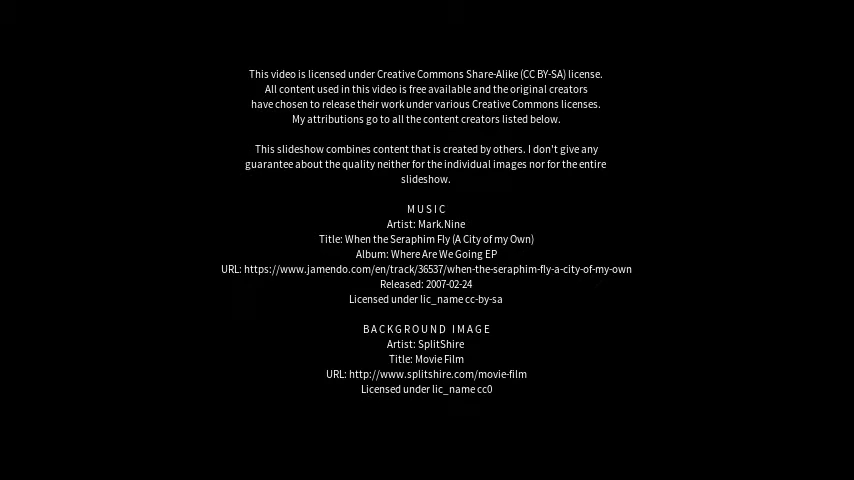 This video is licensed under Creative Commons Share-Alike (CC BY-SA) license.
All content used in this video is free available and the original creators
have chosen to release their work under various Creative Commons licenses.
My attributions go to all the content creators listed below.
This slideshow combines content that is created by others. I don't give any
guarantee about the quality neither for the individual images nor for the entire
slideshow.
MUSIC
Artist: Mark.Nine
Title: When the Seraphim Fly (A City of my Own)
Album: Where Are We Going EP
URL: https://www.jamendo.com/en/track/36537/when-the-seraphim-fly-a-city-of-my-own
Released: 2007-02-24
Licensed under lic_name cc-by-sa
BACKGROUND IMAGE
Artist: SplitShire
Title: Movie Film
URL: http://www.splitshire.com/movie-film
Licensed under lic_name cc0